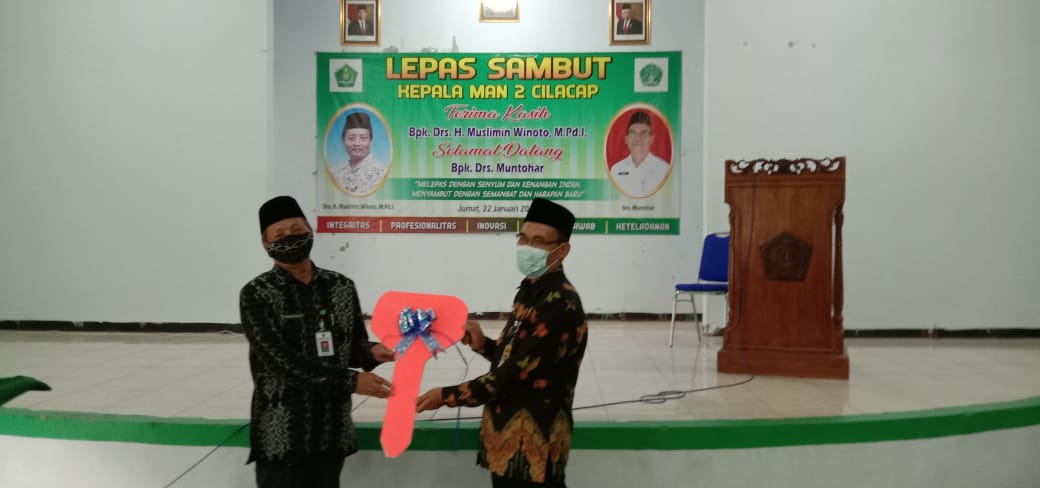 LEPAS SAMBUT
KEPALA MAN 2 CILACAP
Terima Kasih
Bpk. Drs. H. Muslimin Winoto, M.Pd.I.
Selamat Datang
Bpk. Drs. Muntohar
"MELEPAS DENGAN SENYUM DAN KENANGAN INDAH,
MENYAMBUT DENGAN SEMANGAT DAN HARAPAN BARU"
Drs. H. Muslimin Winoto, M.Pd.I.
Jumat, 22 Januari
Drs. Muntohar
INTEGRITAS PROFESIONALITAS INOVASI AWAB KETELADANAN